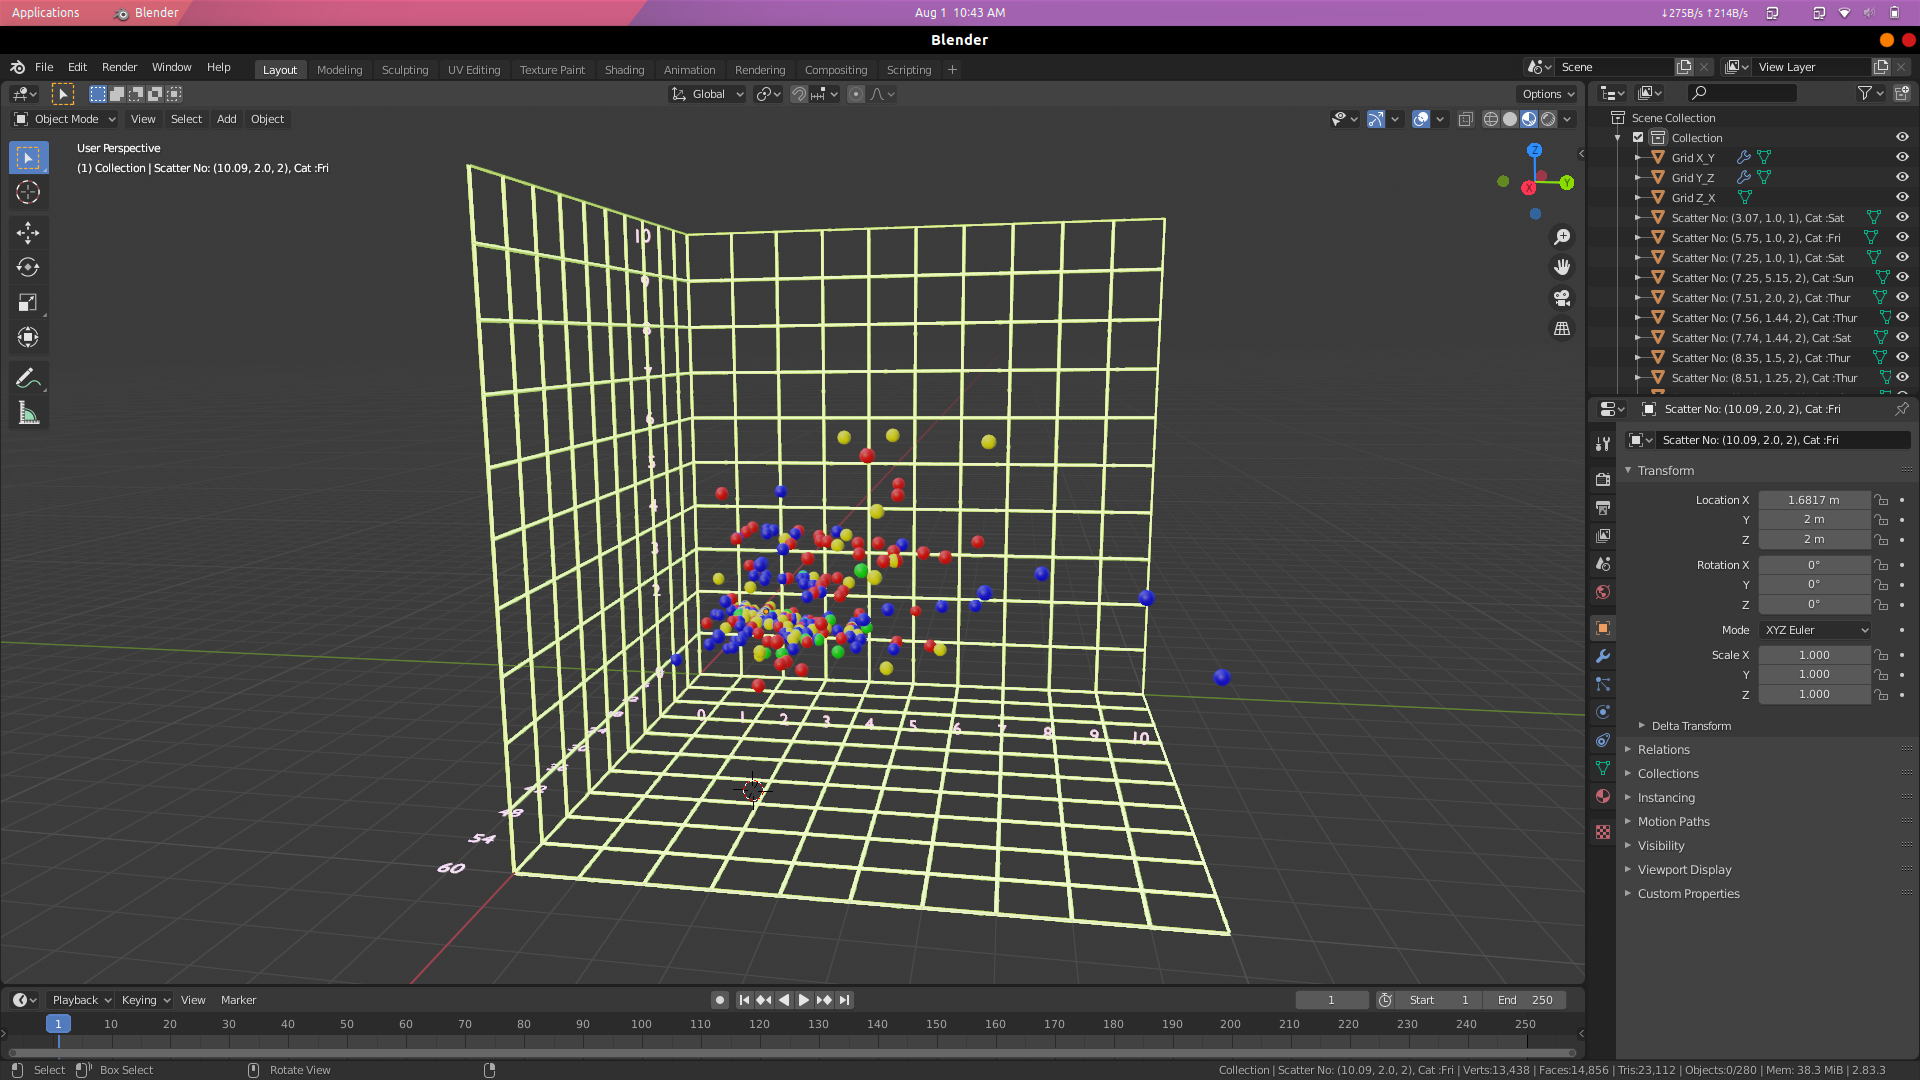 Applications Blender Aug 1 10:43 AM ↓275B/s ↑214B/s
Blender
File Edit Render Window Help Layout Modeling Sculpting UV Editing Texture Paint Shading Animation Rendering Compositing Scripting + Scene View Layer
Global Options
Object Mode View Select Add Object
User Perspective
(1) Collection | Scatter No: (10.09, 2.0, 2), Cat :Fri
Z
Y
X
10
9
8
7
6
5
4
3
2
0
0 1 2 3 4 5 6 7 8 9 10
48
54
60
Scene Collection
Collection
Grid X_Y
Grid Y_Z
Grid Z_X
Scatter No: (3.07, 1.0, 1), Cat :Sat
Scatter No: (5.75, 1.0, 2), Cat :Fri
Scatter No: (7.25, 1.0, 1), Cat :Sat
Scatter No: (7.25, 5.15, 2), Cat :Sun
Scatter No: (7.51, 2.0, 2), Cat :Thur
Scatter No: (7.56, 1.44, 2), Cat :Thur
Scatter No: (7.74, 1.44, 2), Cat :Sat
Scatter No: (8.35, 1.5, 2), Cat :Thur
Scatter No: (8.51, 1.25, 2), Cat :Thur
Scatter No: (10.09, 2.0, 2), Cat :Fri
Scatter No: (10.09, 2.0, 2), Cat :Fri
Transform
Location X 1.6817 m
Y 2 m
Z 2 m
Rotation X 0°
Y 0°
Z 0°
Mode XYZ Euler
Scale X 1.000
Y 1.000
Z 1.000
Delta Transform
Relations
Collections
Instancing
Motion Paths
Visibility
Viewport Display
Custom Properties
Playback Keying View Marker 1 Start 1 End 250
1 10 20 30 40 50 60 70 80 90 100 110 120 130 140 150 160 170 180 190 200 210 220 230 240 250
Select Box Select Rotate View Collection | Scatter No: (10.09, 2.0, 2), Cat :Fri | Verts:13,438 | Faces:14,856 | Tris:23,112 | Objects:0/280 | Mem: 38.3 MiB | 2.83.3